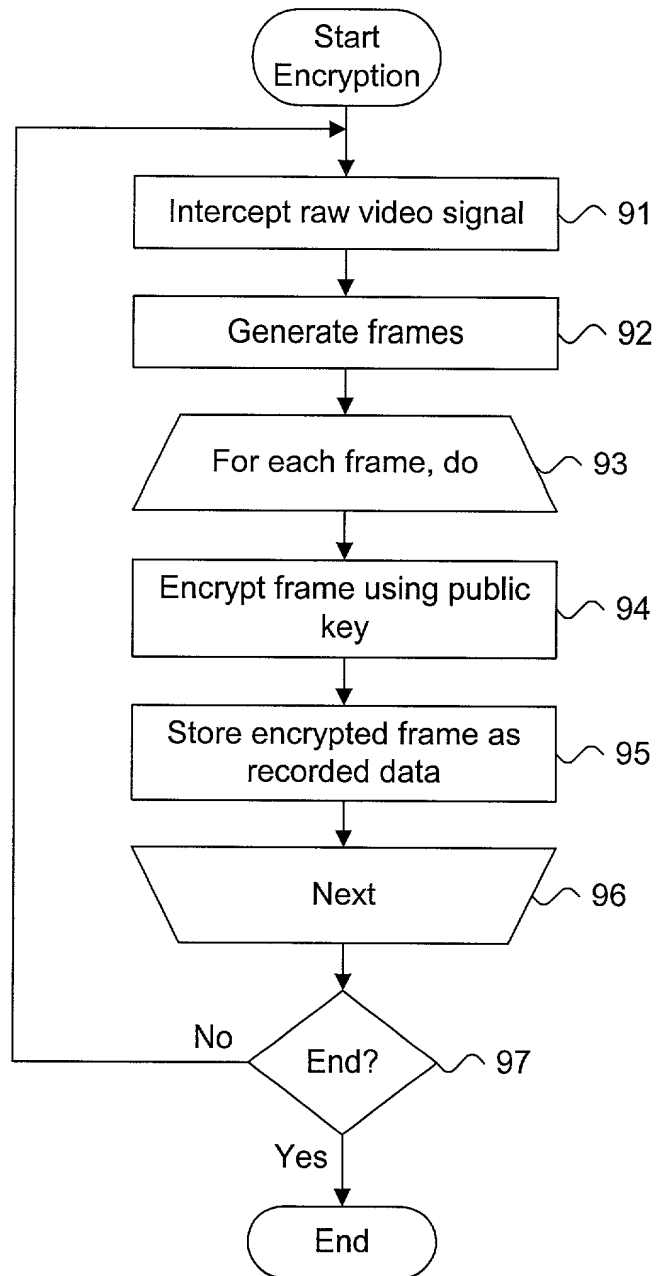 Start
Encryption
Intercept raw video signal
91
Generate frames
92
For each frame, do
93
Encrypt frame using public
key
94
Store encrypted frame as
recorded data
95
Next
96
No
End?
97
Yes
End